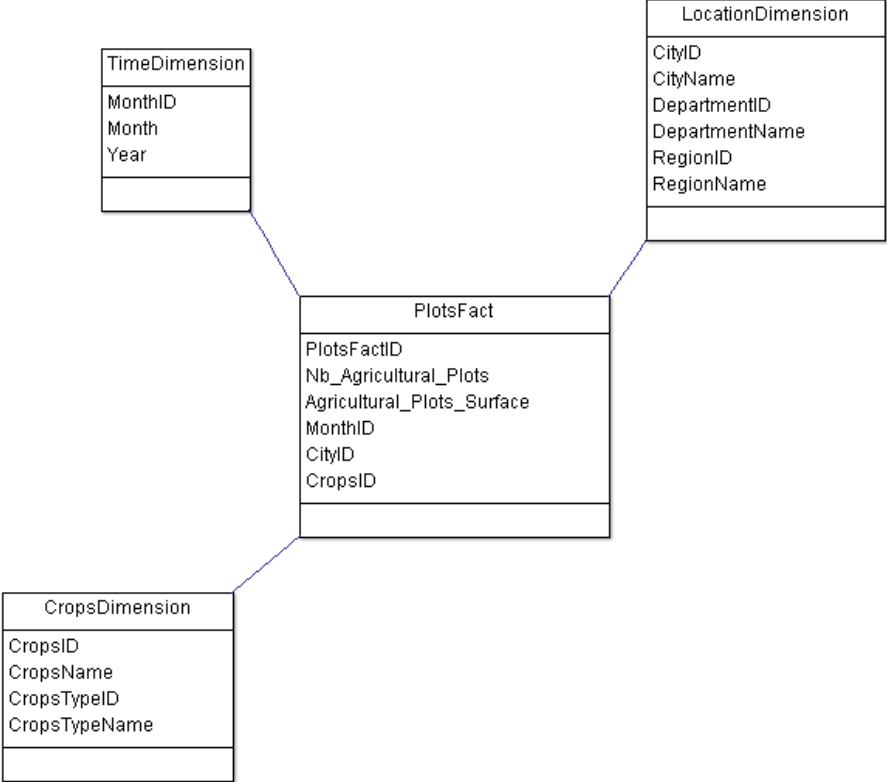 LocationDimension
CityID
CityName
DepartmentID
DepartmentName
RegionID
RegionName
TimeDimension
MonthID
Month
Year
PlotsFact
PlotsFactID
Nb_Agricultural_Plots
Agricultural_Plots_Surface
MonthID
CityID
CropsID
CropsDimension
CropsID
CropsName
CropsTypeID
CropsTypeName